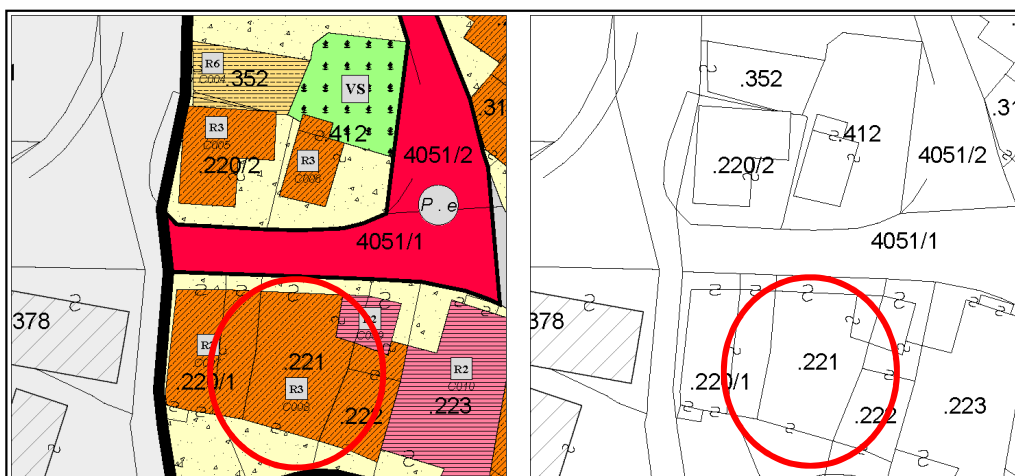 R6
C004
.352
VS
R3
C005
.412
R3
C006
.220/2
4051/2
P.e
4051/1
.31
378
R2
.221
R2
C010
.220/1
R3
C008
.222
.223
.352
.31
.412
.220/2
4051/2
4051/1
378
.221
.220/1
.222
.223